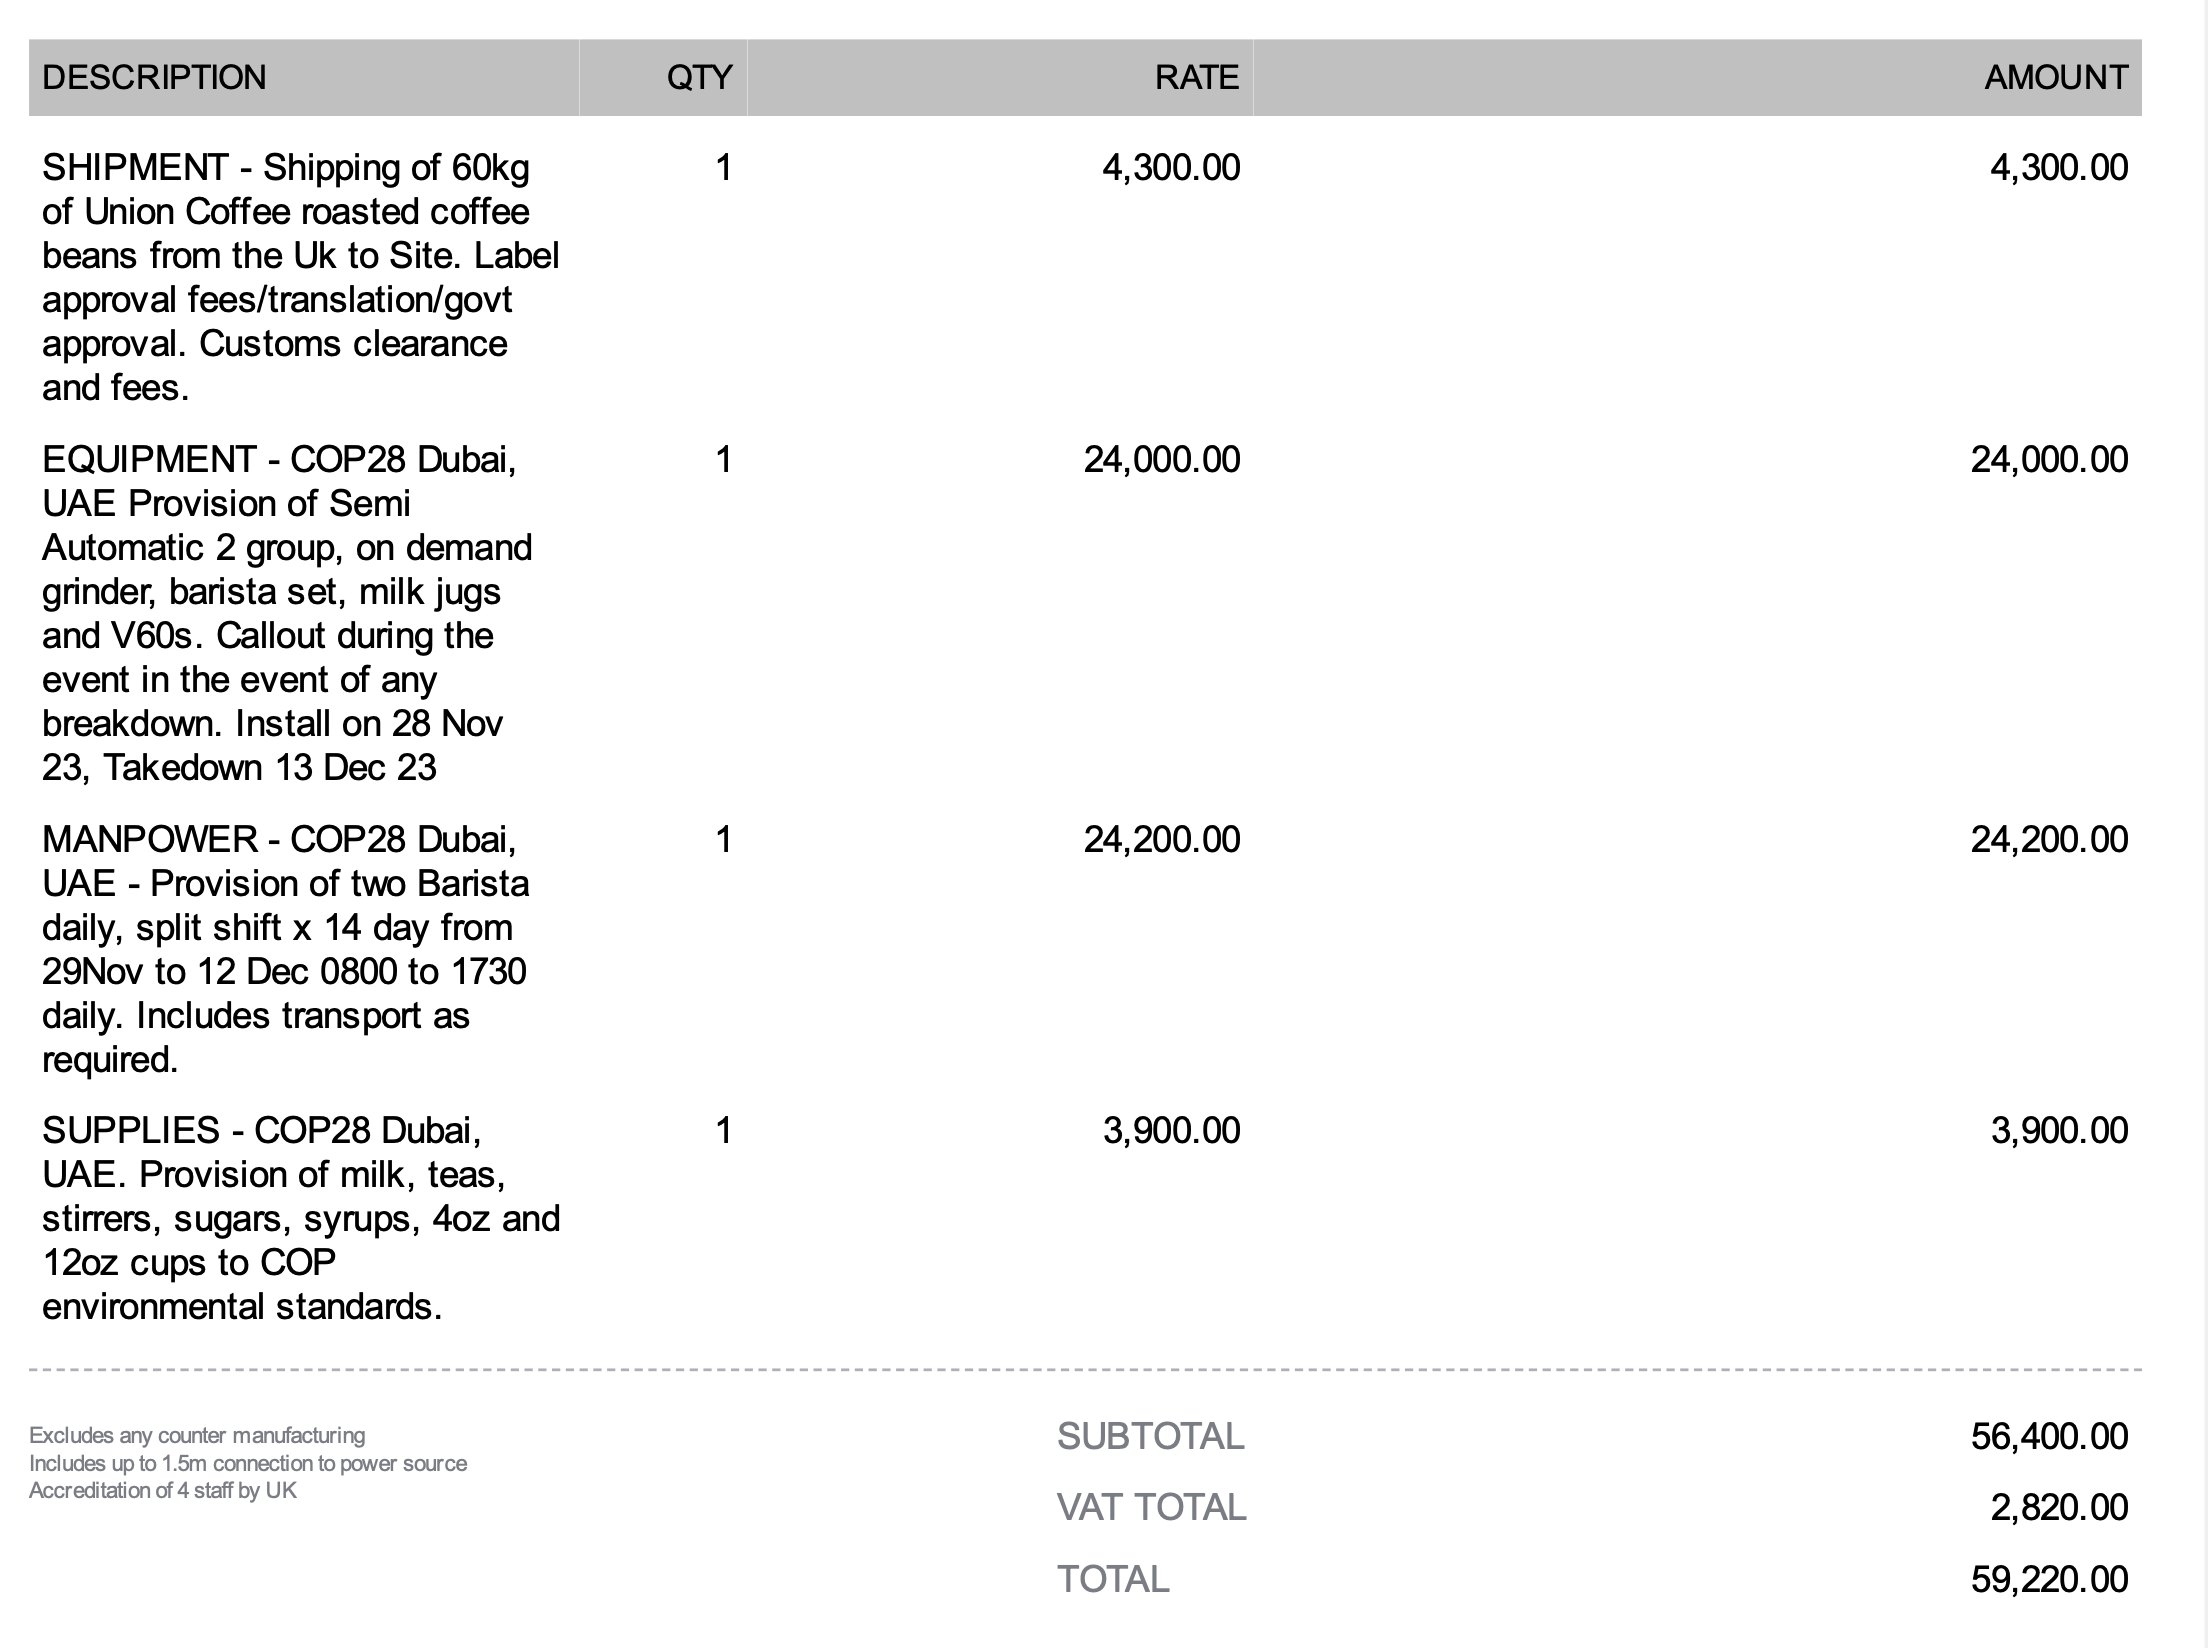 DESCRIPTION QTY RATE AMOUNT
SHIPMENT - Shipping of 60kg 1 4,300.00 4,300.00
of Union Coffee roasted coffee
beans from the Uk to Site. Label
approval fees/translation/govt
approval. Customs clearance
and fees.
EQUIPMENT - COP28 Dubai, 1 24,000.00 24,000.00
UAE Provision of Semi
Automatic 2 group, on demand
grinder, barista set, milk jugs
and V60s. Callout during the
event in the event of any
breakdown. Install on 28 Nov
23, Takedown 13 Dec 23
MANPOWER - COP28 Dubai, 1 24,200.00 24,200.00
UAE - Provision of two Barista
daily, split shift x 14 day from
29Nov to 12 Dec 0800 to 1730
daily. Includes transport as
required.
SUPPLIES - COP28 Dubai, 1 3,900.00 3,900.00
UAE. Provision of milk, teas,
stirrers, sugars, syrups, 4oz and
12oz cups to COP
environmental standards.
Excludes any counter manufacturing
Includes up to 1.5m connection to power source
Accreditation of 4 staff by UK
SUBTOTAL 56,400.00
VAT TOTAL 2,820.00
TOTAL 59,220.00